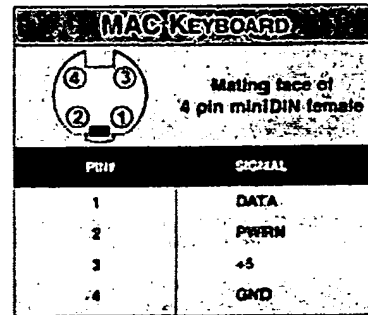 MAC KEYBOARD
4 3
2 1
Mating face of
4 pin miniDIN female
PIN# SIGNAL
1 DATA
2 PWRN
3 +5
4 GND